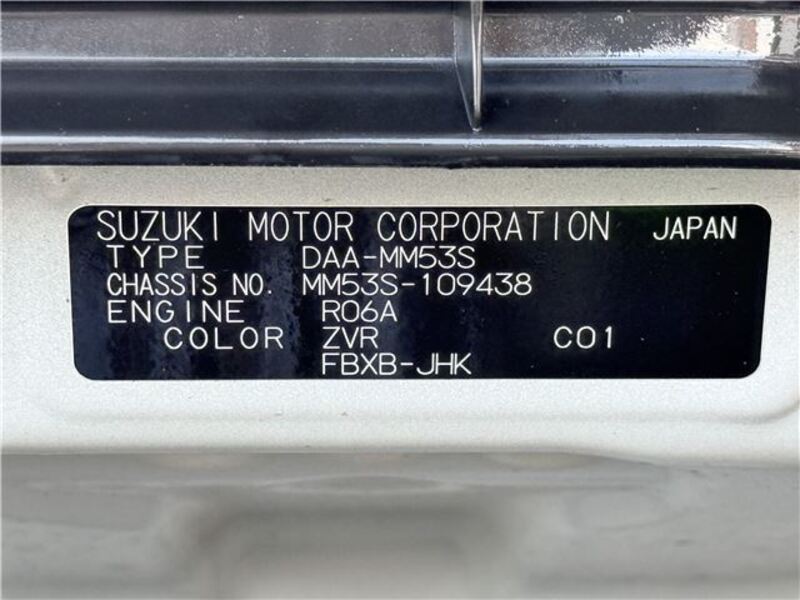 SUZUKI MOTOR CORPORATION JAPAN
TYPE DAA-MM53S
CHASSIS NO. MM53S-109438
ENGINE R06A
COLOR ZVR C01
FBXB-JHK